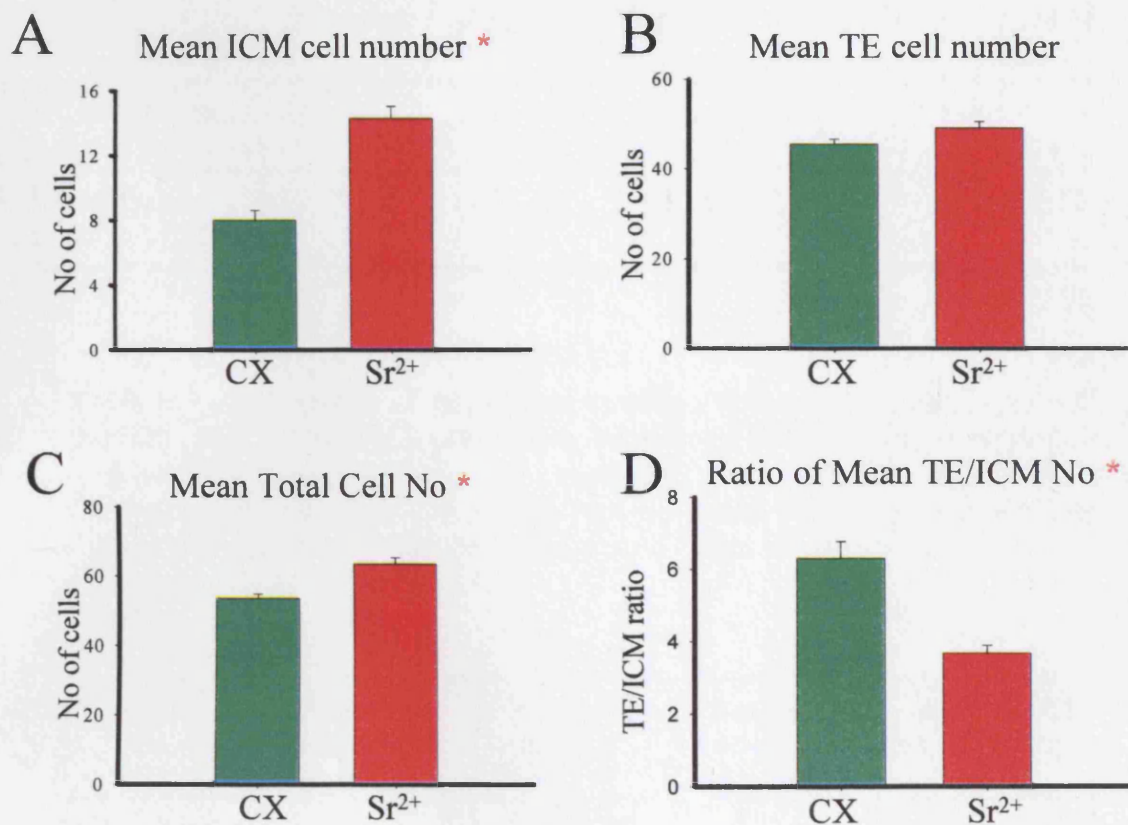 A
Mean ICM cell number *
No of cells
16
12
8
4
0
CX Sr²⁺
B
Mean TE cell number
No of cells
60
40
20
0
CX Sr²⁺
C
Mean Total Cell No *
No of cells
80
60
40
20
0
CX Sr²⁺
D
Ratio of Mean TE/ICM No *
TE/ICM ratio
8
6
4
2
0
CX Sr²⁺